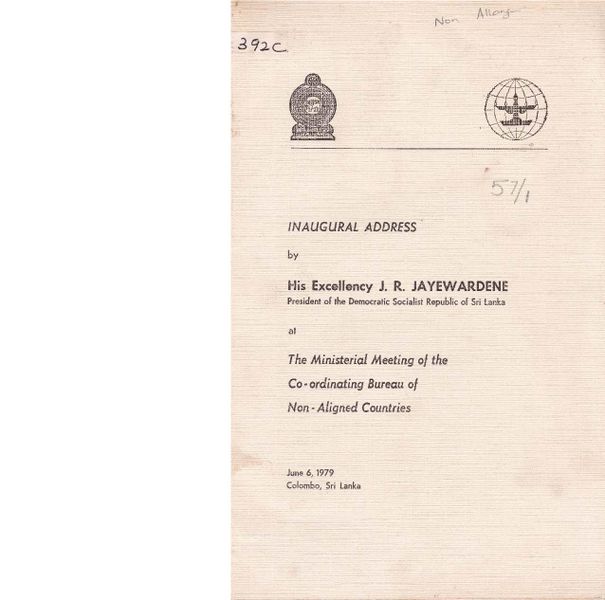 Non
392C
57/1
INAUGURAL ADDRESS
by
His Excellency J. R. JAYEWARDENE
President of the Democratic Socialist Republic of Sri Lanka
at
The Ministerial Meeting of the
Co-ordinating Bureau of
Non-Aligned Countries
June 6, 1979
Colombo, Sri Lanka